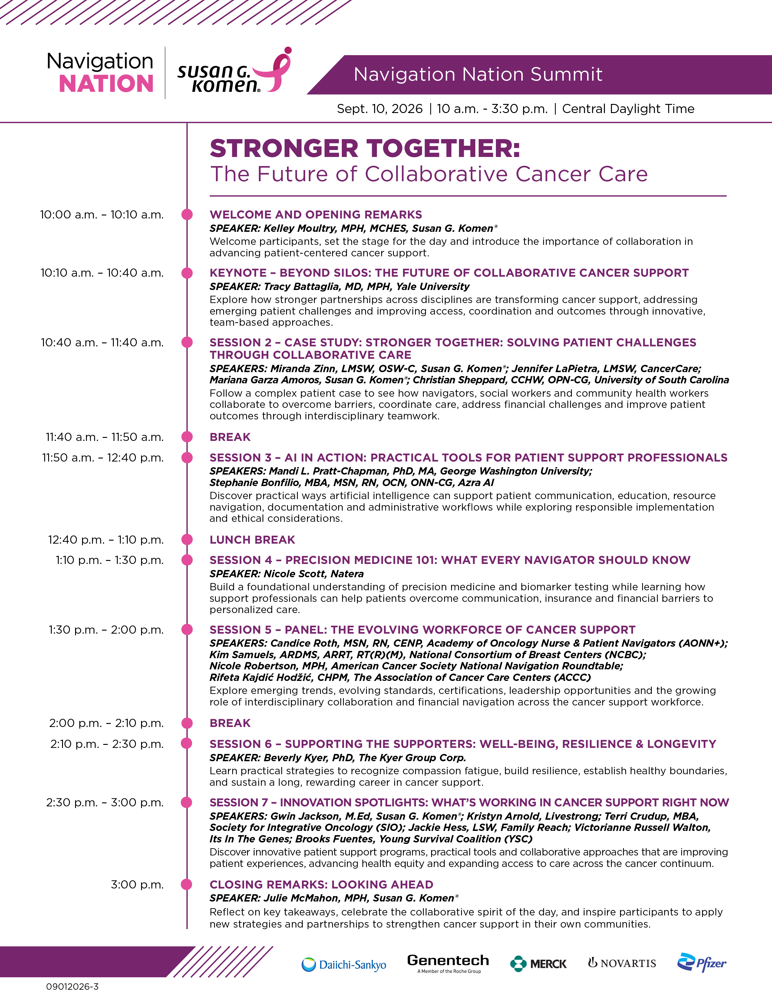 Navigation
NATION
susan g.
komen®
Navigation Nation Summit
Sept. 10, 2026 | 10 a.m. - 3:30 p.m. | Central Daylight Time
STRONGER TOGETHER:
The Future of Collaborative Cancer Care
10:00 a.m. – 10:10 a.m.
WELCOME AND OPENING REMARKS
SPEAKER: Kelley Moultry, MPH, MCHES, Susan G. Komen®
Welcome participants, set the stage for the day and introduce the importance of collaboration in
advancing patient-centered cancer support.
10:10 a.m. – 10:40 a.m.
KEYNOTE – BEYOND SILOS: THE FUTURE OF COLLABORATIVE CANCER SUPPORT
SPEAKER: Tracy Battaglia, MD, MPH, Yale University
Explore how stronger partnerships across disciplines are transforming cancer support, addressing
emerging patient challenges and improving access, coordination and outcomes through innovative,
team-based approaches.
10:40 a.m. – 11:40 a.m.
SESSION 2 – CASE STUDY: STRONGER TOGETHER: SOLVING PATIENT CHALLENGES
THROUGH COLLABORATIVE CARE
SPEAKERS: Miranda Zinn, LMSW, OSW-C, Susan G. Komen®; Jennifer LaPietra, LMSW, CancerCare;
Mariana Garza Amoros, Susan G. Komen®; Christian Sheppard, CCHW, OPN-CG, University of South Carolina
Follow a complex patient case to see how navigators, social workers and community health workers
collaborate to overcome barriers, coordinate care, address financial challenges and improve patient
outcomes through interdisciplinary teamwork.
11:40 a.m. – 11:50 a.m.
BREAK
11:50 a.m. – 12:40 p.m.
SESSION 3 – AI IN ACTION: PRACTICAL TOOLS FOR PATIENT SUPPORT PROFESSIONALS
SPEAKERS: Mandi L. Pratt-Chapman, PhD, MA, George Washington University;
Stephanie Bonfilio, MBA, MSN, RN, OCN, ONN-CG, Azra AI
Discover practical ways artificial intelligence can support patient communication, education, resource
navigation, documentation and administrative workflows while exploring responsible implementation
and ethical considerations.
12:40 p.m. – 1:10 p.m.
LUNCH BREAK
1:10 p.m. – 1:30 p.m.
SESSION 4 – PRECISION MEDICINE 101: WHAT EVERY NAVIGATOR SHOULD KNOW
SPEAKER: Nicole Scott, Natera
Build a foundational understanding of precision medicine and biomarker testing while learning how
support professionals can help patients overcome communication, insurance and financial barriers to
personalized care.
1:30 p.m. – 2:00 p.m.
SESSION 5 – PANEL: THE EVOLVING WORKFORCE OF CANCER SUPPORT
SPEAKERS: Candice Roth, MSN, RN, CENP, Academy of Oncology Nurse & Patient Navigators (AONN+);
Kim Samuels, ARDMS, ARRT, RT(R)(M), National Consortium of Breast Centers (NCBC);
Nicole Robertson, MPH, American Cancer Society National Navigation Roundtable;
Rifeta Kajdić Hodžić, CHPM, The Association of Cancer Care Centers (ACCC)
Explore emerging trends, evolving standards, certifications, leadership opportunities and the growing
role of interdisciplinary collaboration and financial navigation across the cancer support workforce.
2:00 p.m. – 2:10 p.m.
BREAK
2:10 p.m. – 2:30 p.m.
SESSION 6 – SUPPORTING THE SUPPORTERS: WELL-BEING, RESILIENCE & LONGEVITY
SPEAKER: Beverly Kyer, PhD, The Kyer Group Corp.
Learn practical strategies to recognize compassion fatigue, build resilience, establish healthy boundaries,
and sustain a long, rewarding career in cancer support.
2:30 p.m. – 3:00 p.m.
SESSION 7 – INNOVATION SPOTLIGHTS: WHAT'S WORKING IN CANCER SUPPORT RIGHT NOW
SPEAKERS: Gwin Jackson, M.Ed, Susan G. Komen®; Kristyn Arnold, Livestrong; Terri Crudup, MBA,
Society for Integrative Oncology (SIO); Jackie Hess, LSW, Family Reach; Victorianne Russell Walton,
Its In The Genes; Brooks Fuentes, Young Survival Coalition (YSC)
Discover innovative patient support programs, practical tools and collaborative approaches that are improving
patient experiences, advancing health equity and expanding access to care across the cancer continuum.
3:00 p.m.
CLOSING REMARKS: LOOKING AHEAD
SPEAKER: Julie McMahon, MPH, Susan G. Komen®
Reflect on key takeaways, celebrate the collaborative spirit of the day, and inspire participants to apply
new strategies and partnerships to strengthen cancer support in their own communities.
Daiichi-Sankyo
Genentech
A Member of the Roche Group
MERCK
NOVARTIS
Pfizer
09012026-3